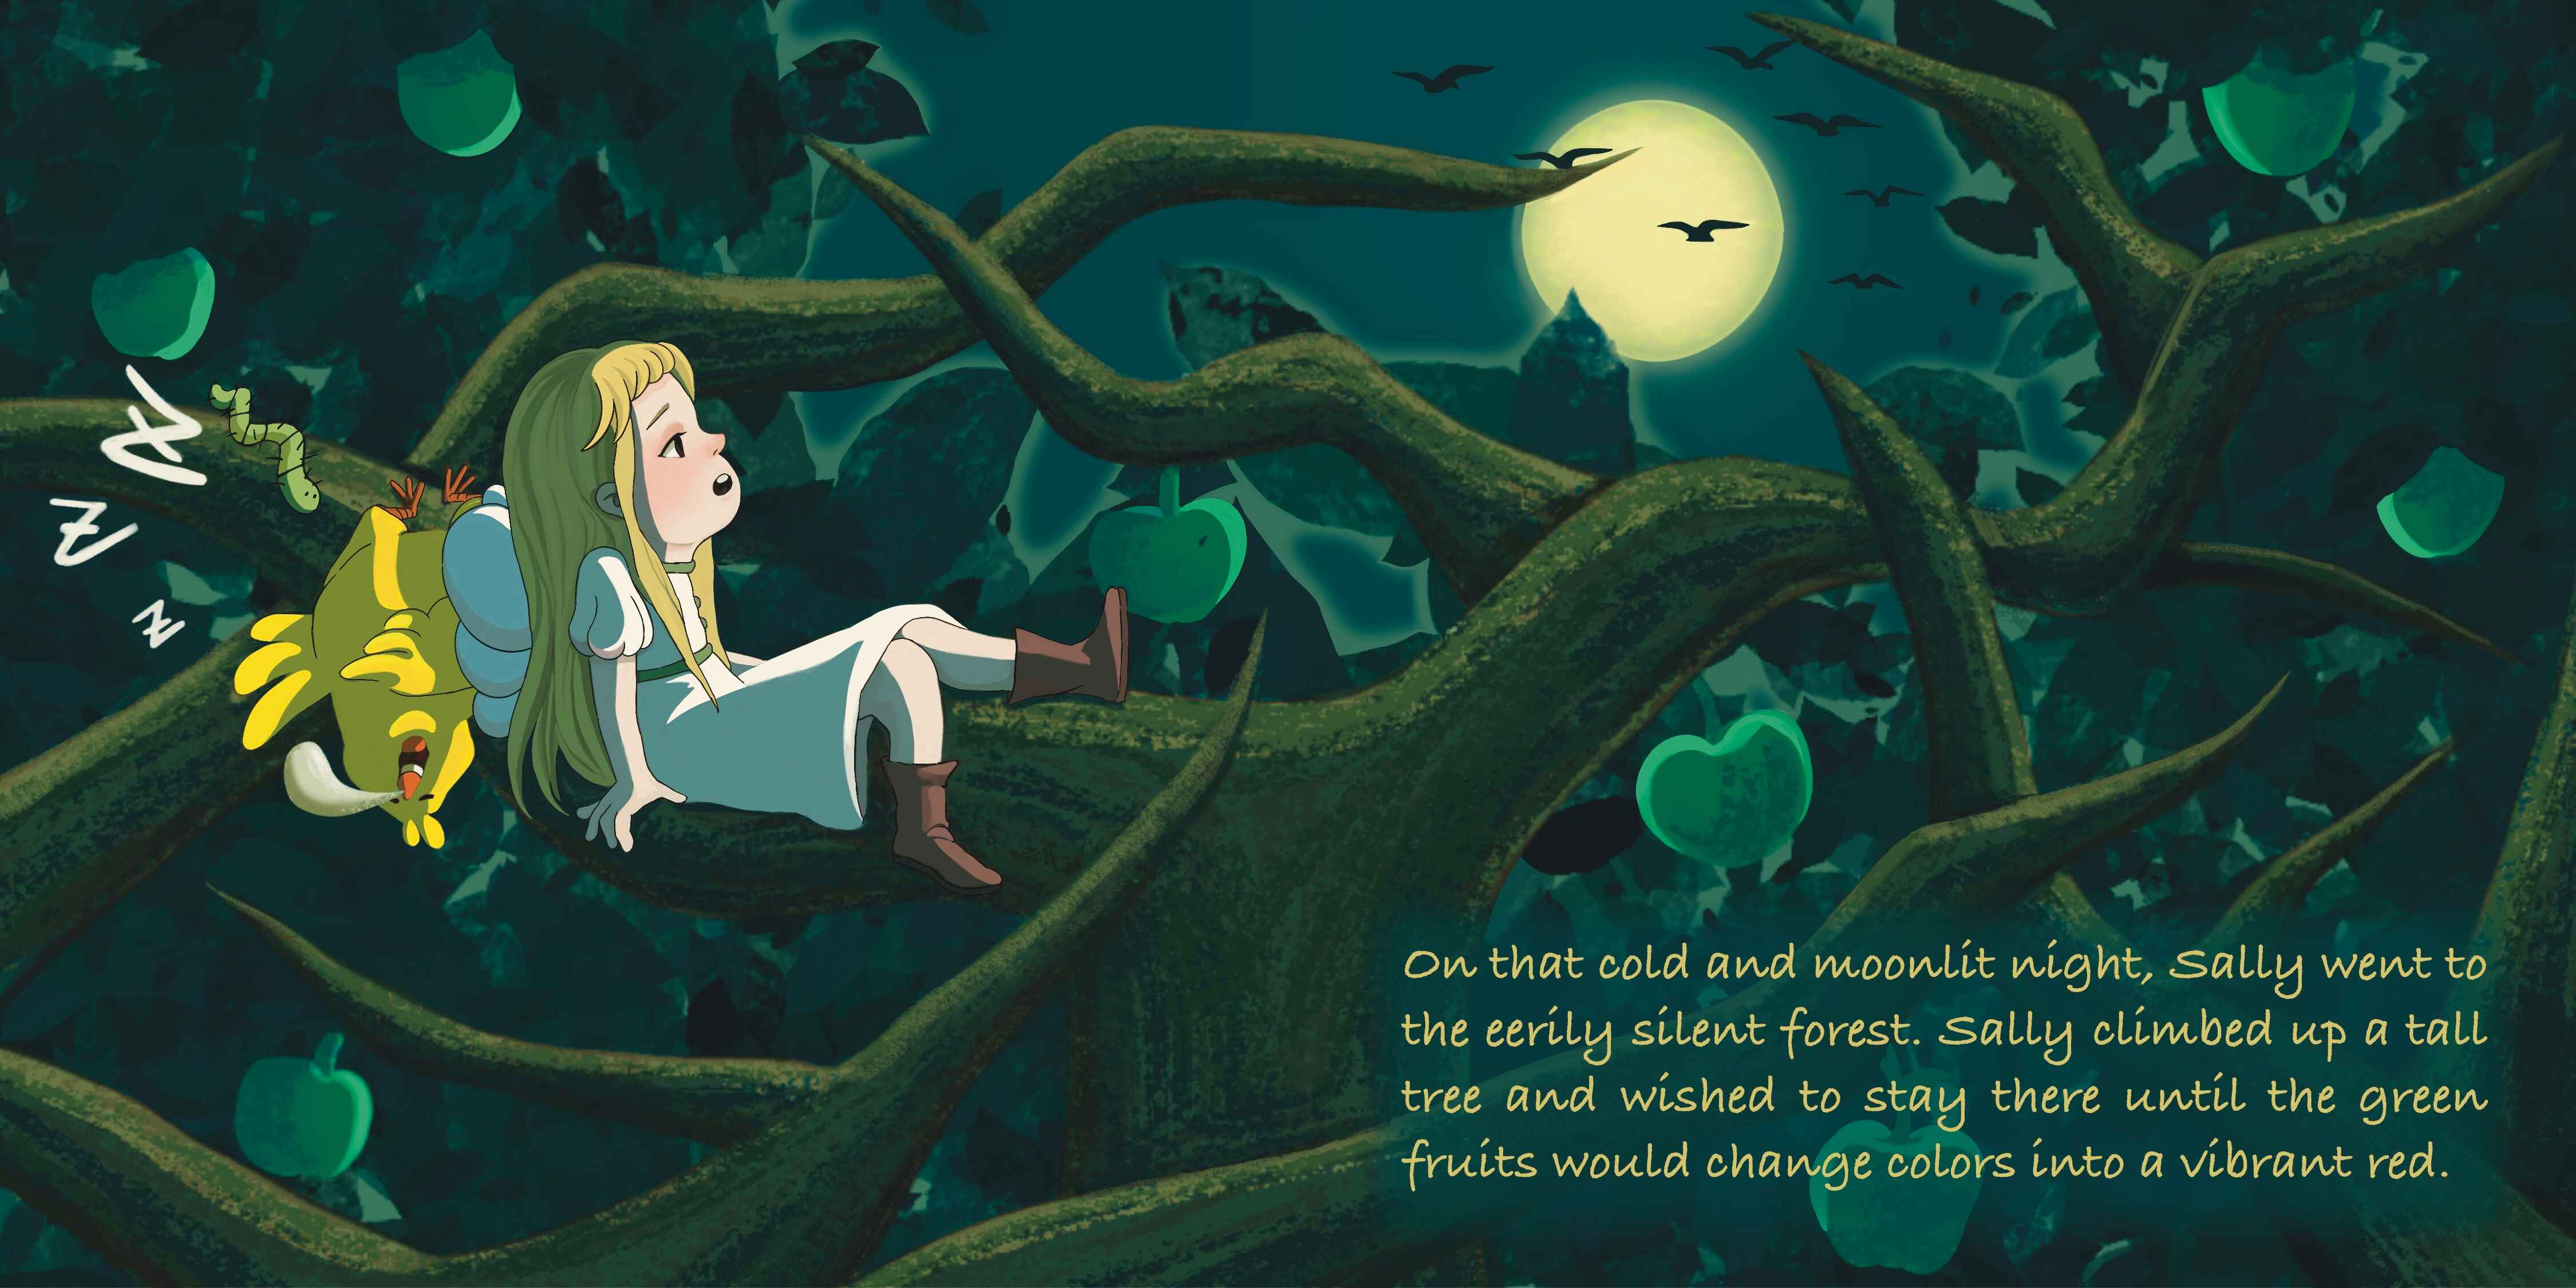 Z
Z
z
On that cold and moonlit night, Sally went to
the eerily silent forest. Sally climbed up a tall
tree and wished to stay there until the green
fruits would change colors into a vibrant red.